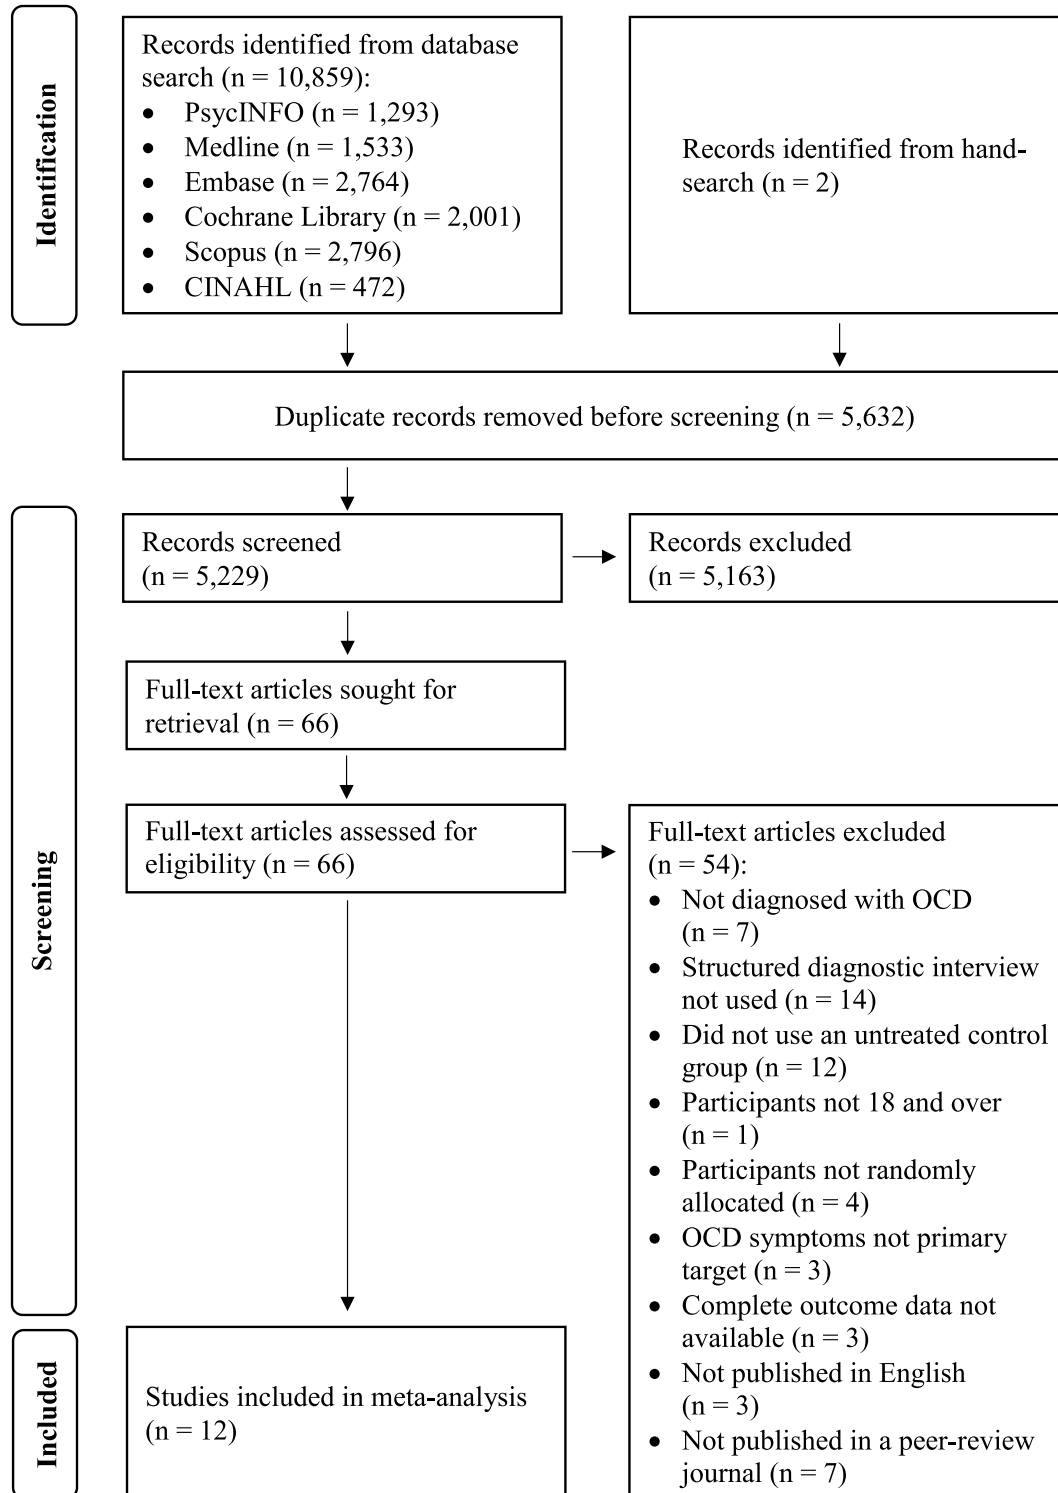 Identification
Records identified from database
search (n = 10,859):
• PsycINFO (n = 1,293)
• Medline (n = 1,533)
• Embase (n = 2,764)
• Cochrane Library (n = 2,001)
• Scopus (n = 2,796)
• CINAHL (n = 472)
Records identified from hand-
search (n = 2)
Duplicate records removed before screening (n = 5,632)
Screening
Records screened
(n = 5,229)
Records excluded
(n = 5,163)
Full-text articles sought for
retrieval (n = 66)
Full-text articles assessed for
eligibility (n = 66)
Full-text articles excluded
(n = 54):
• Not diagnosed with OCD
(n = 7)
• Structured diagnostic interview
not used (n = 14)
• Did not use an untreated control
group (n = 12)
• Participants not 18 and over
(n = 1)
• Participants not randomly
allocated (n = 4)
• OCD symptoms not primary
target (n = 3)
• Complete outcome data not
available (n = 3)
• Not published in English
(n = 3)
• Not published in a peer-review
journal (n = 7)
Included
Studies included in meta-analysis
(n = 12)